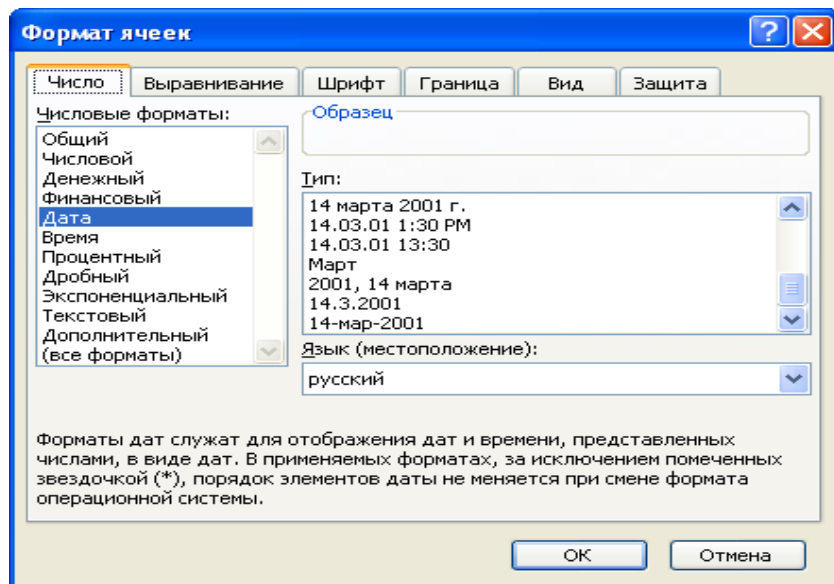 Формат ячеек
Число Выравнивание Шрифт Граница Вид Защита
Числовые форматы:
Общий
Числовой
Денежный
Финансовый
Дата
Время
Процентный
Дробный
Экспоненциальный
Текстовый
Дополнительный
(все форматы)
Образец
Тип:
14 марта 2001 г.
14.03.01 1:30 PM
14.03.01 13:30
Март
2001, 14 марта
14.3.2001
14-мар-2001
Язык (местоположение):
русский
Форматы дат служат для отображения дат и времени, представленных
числами, в виде дат. В применяемых форматах, за исключением помеченных
звездочкой (*), порядок элементов даты не меняется при смене формата
операционной системы.
ОК Отмена